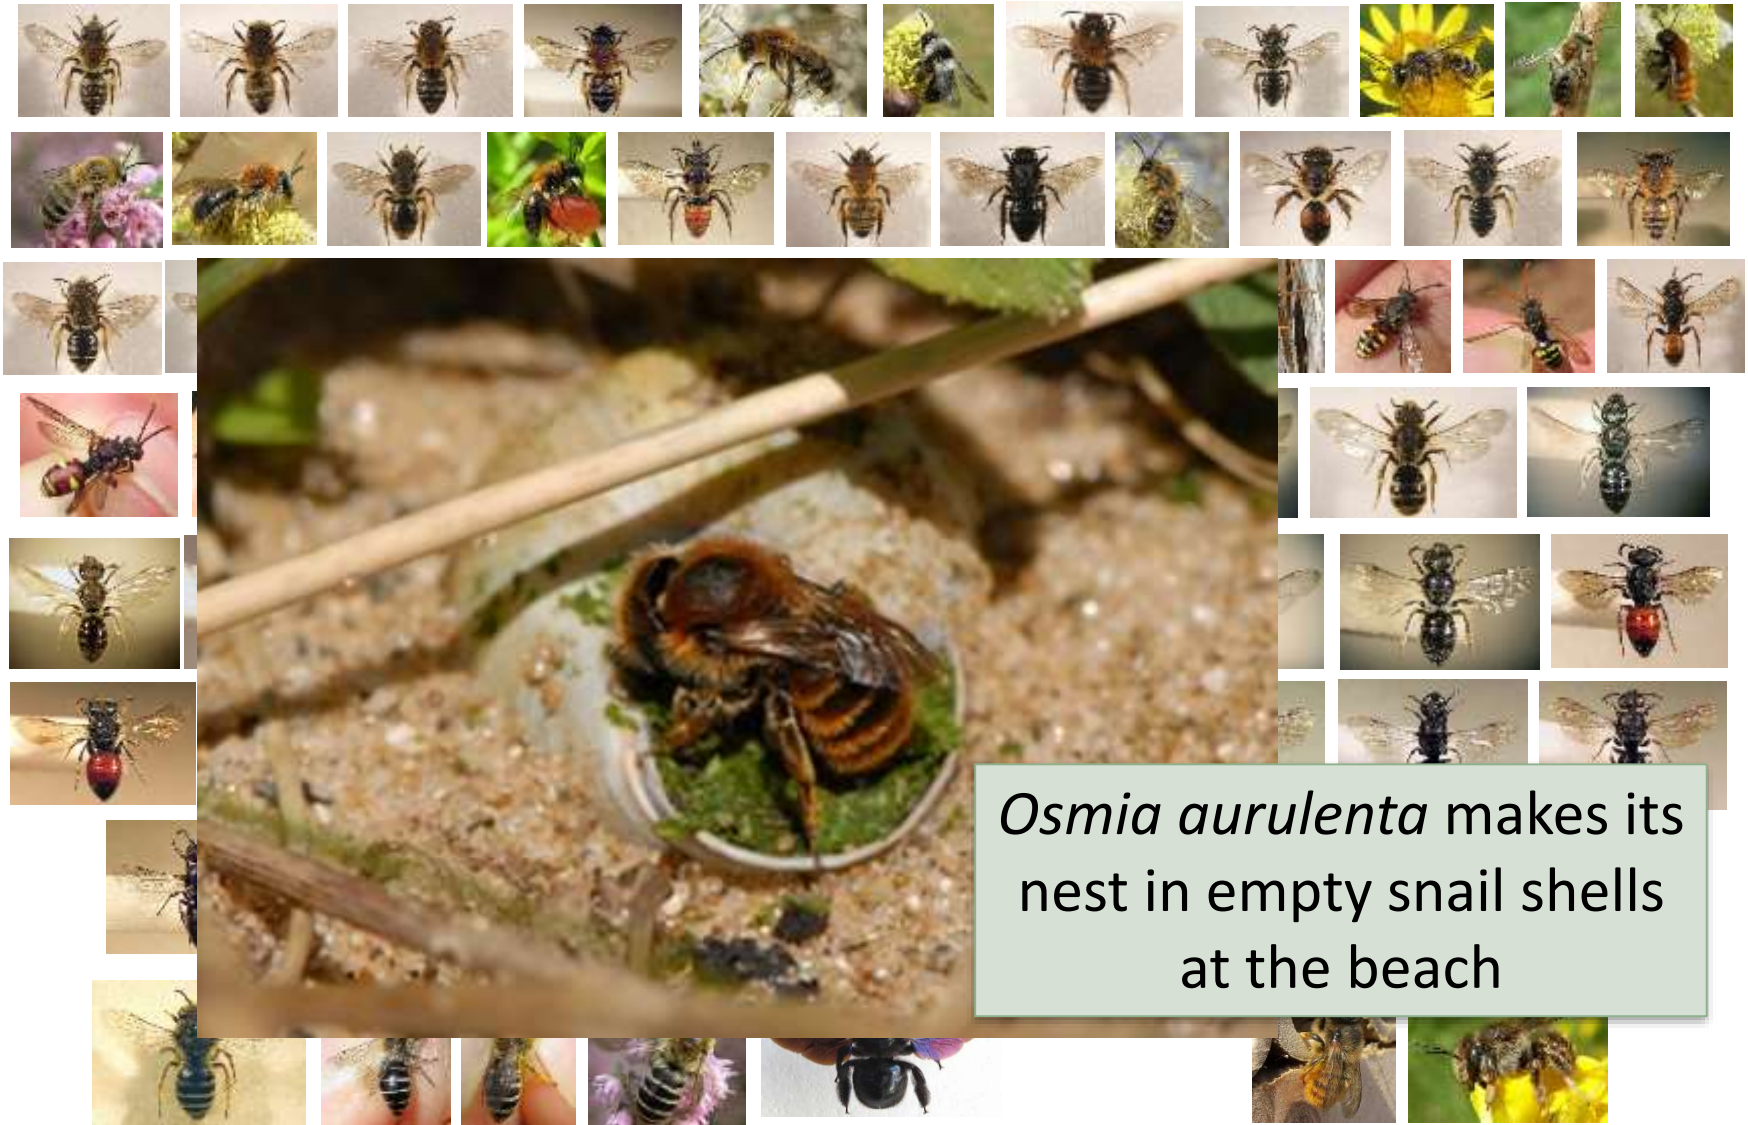 Osmia aurulenta makes its
nest in empty snail shells
at the beach